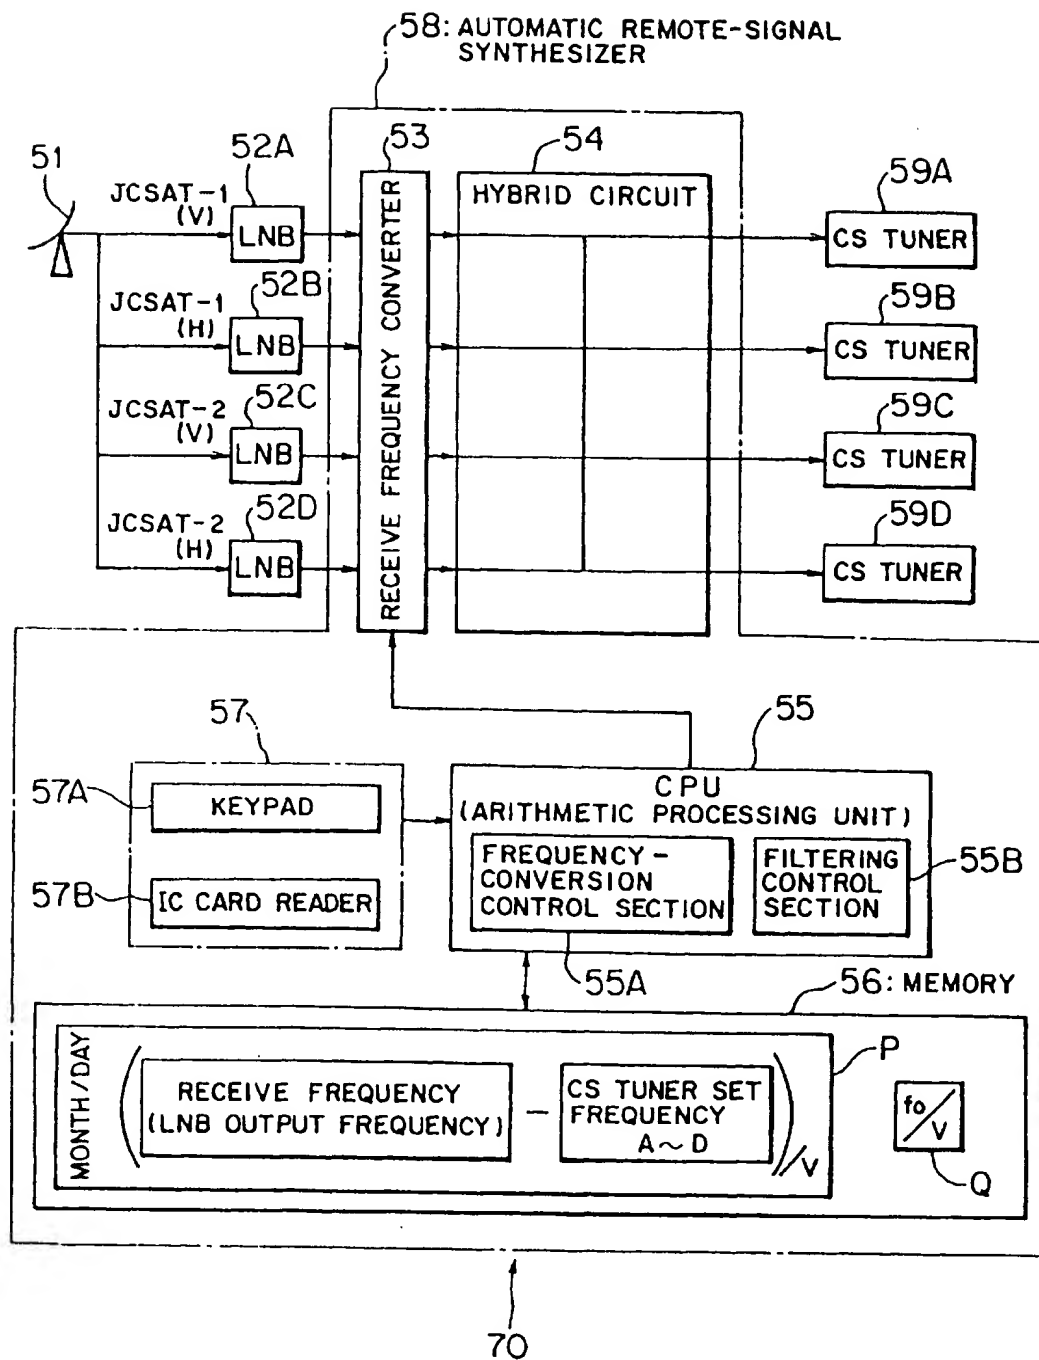 58: AUTOMATIC REMOTE-SIGNAL
SYNTHESIZER
51
JCSAT-1
(V)
52A
LNB
53
RECEIVE FREQUENCY CONVERTER
54
HYBRID CIRCUIT
59A
CS TUNER
JCSAT-1
(H)
52B
LNB
59B
CS TUNER
JCSAT-2
(V)
52C
LNB
59C
CS TUNER
JCSAT-2
(H)
52D
LNB
59D
CS TUNER
57
57A
KEYPAD
57B
IC CARD READER
55
CPU
(ARITHMETIC PROCESSING UNIT)
FREQUENCY-
CONVERSION
CONTROL SECTION
55A
FILTERING
CONTROL
SECTION
55B
56: MEMORY
MONTH/DAY
(
RECEIVE FREQUENCY
(LNB OUTPUT FREQUENCY)
-
CS TUNER SET
FREQUENCY
A~D
)/V
P
fo/V
Q
70